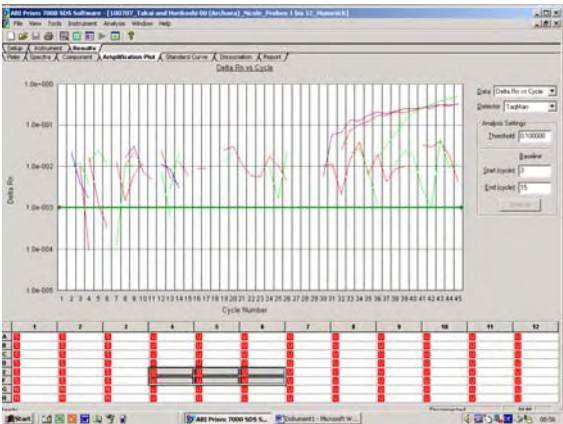 ABI Prism 7000 SDS Software - [100707_Takai and Horikoshi 00 (Archaea)_Nicole_Proben 1 bis 12_Humwick]
File View Tools Instrument Analysis Window Help
Setup Instrument Results
Plate Spectra Component Amplification Plot Standard Curve Dissociation Report
Delta Rn vs Cycle
Data: Delta Rn vs Cycle
Detector: TaqMan
Analysis Settings
Threshold: 0.100000
Baseline
Start (cycle): 3
End (cycle): 15
1.0e+000
1.0e-001
1.0e-002
1.0e-003
1.0e-004
1.0e-005
Delta Rn
1 2 3 4 5 6 7 8 9 10 11 12 13 14 15 16 17 18 19 20 21 22 23 24 25 26 27 28 29 30 31 32 33 34 35 36 37 38 39 40 41 42 43 44 45
Cycle Number
1 2 3 4 5 6 7 8 9 10 11 12
A
B
C
D
E
F
G
H
Start
ABI Prism 7000 SDS S...
Dokument1 - Microsoft W...
08:56